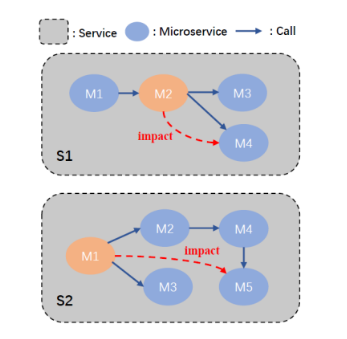 : Service : Microservice : Call
M1 M2 M3
impact M4
S1
M2 M4
M1 impact
M3 M5
S2